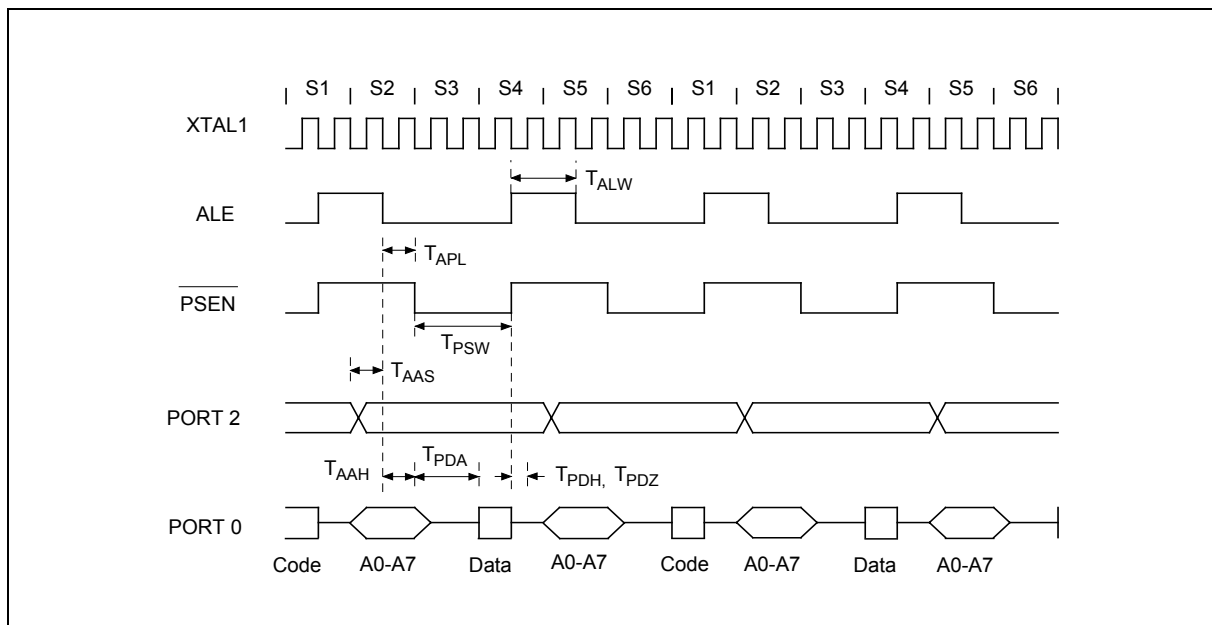 S1 S2 S3 S4 S5 S6 S1 S2 S3 S4 S5 S6
XTAL1
TALW
ALE
TAPL
PSEN
TPSW
TAAS
PORT 2
TAAH TPDA TPDH, TPDZ
PORT 0
Code A0-A7 Data A0-A7 Code A0-A7 Data A0-A7